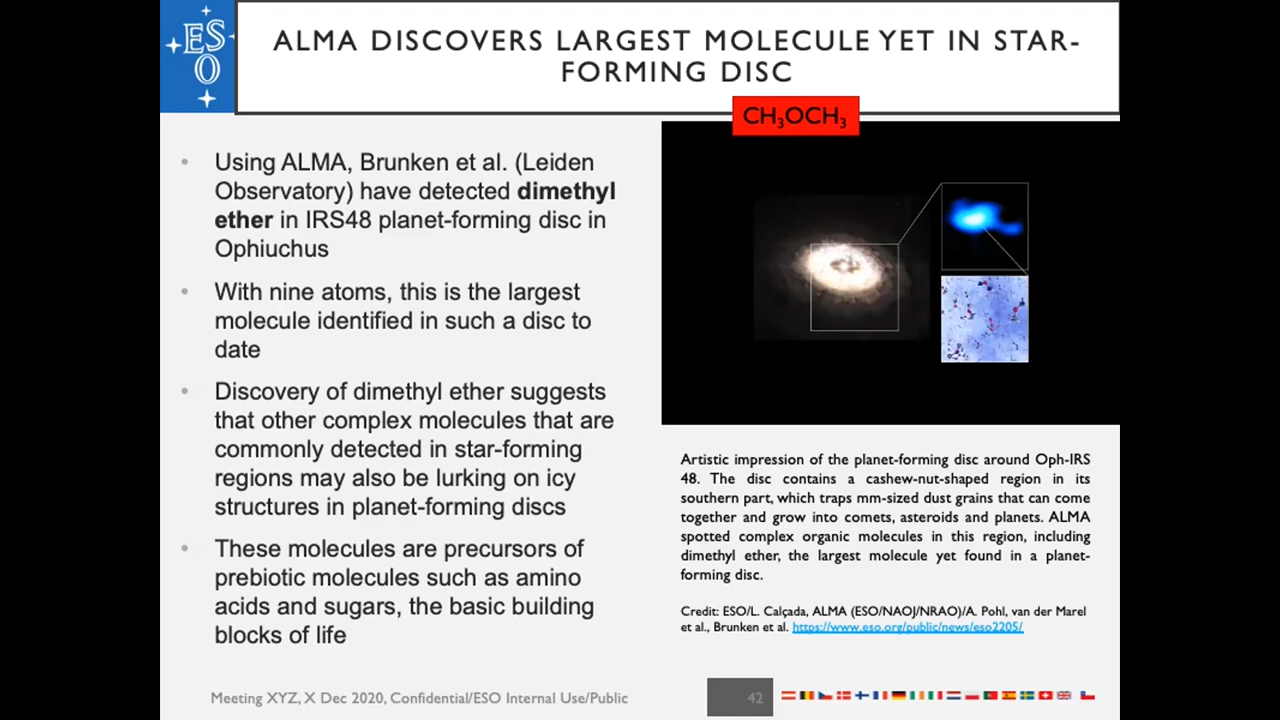 ES
O
ALMA DISCOVERS LARGEST MOLECULE YET IN STAR-
FORMING DISC
CH₃OCH₃
• Using ALMA, Brunken et al. (Leiden
Observatory) have detected dimethyl
ether in IRS48 planet-forming disc in
Ophiuchus
• With nine atoms, this is the largest
molecule identified in such a disc to
date
• Discovery of dimethyl ether suggests
that other complex molecules that are
commonly detected in star-forming
regions may also be lurking on icy
structures in planet-forming discs
• These molecules are precursors of
prebiotic molecules such as amino
acids and sugars, the basic building
blocks of life
Artistic impression of the planet-forming disc around Oph-IRS
48. The disc contains a cashew-nut-shaped region in its
southern part, which traps mm-sized dust grains that can come
together and grow into comets, asteroids and planets. ALMA
spotted complex organic molecules in this region, including
dimethyl ether, the largest molecule yet found in a planet-
forming disc.
Credit: ESO/L. Calçada, ALMA (ESO/NAOJ/NRAO)/A. Pohl, van der Marel
et al., Brunken et al. https://www.eso.org/public/news/eso2205/
Meeting XYZ, X Dec 2020, Confidential/ESO Internal Use/Public
42